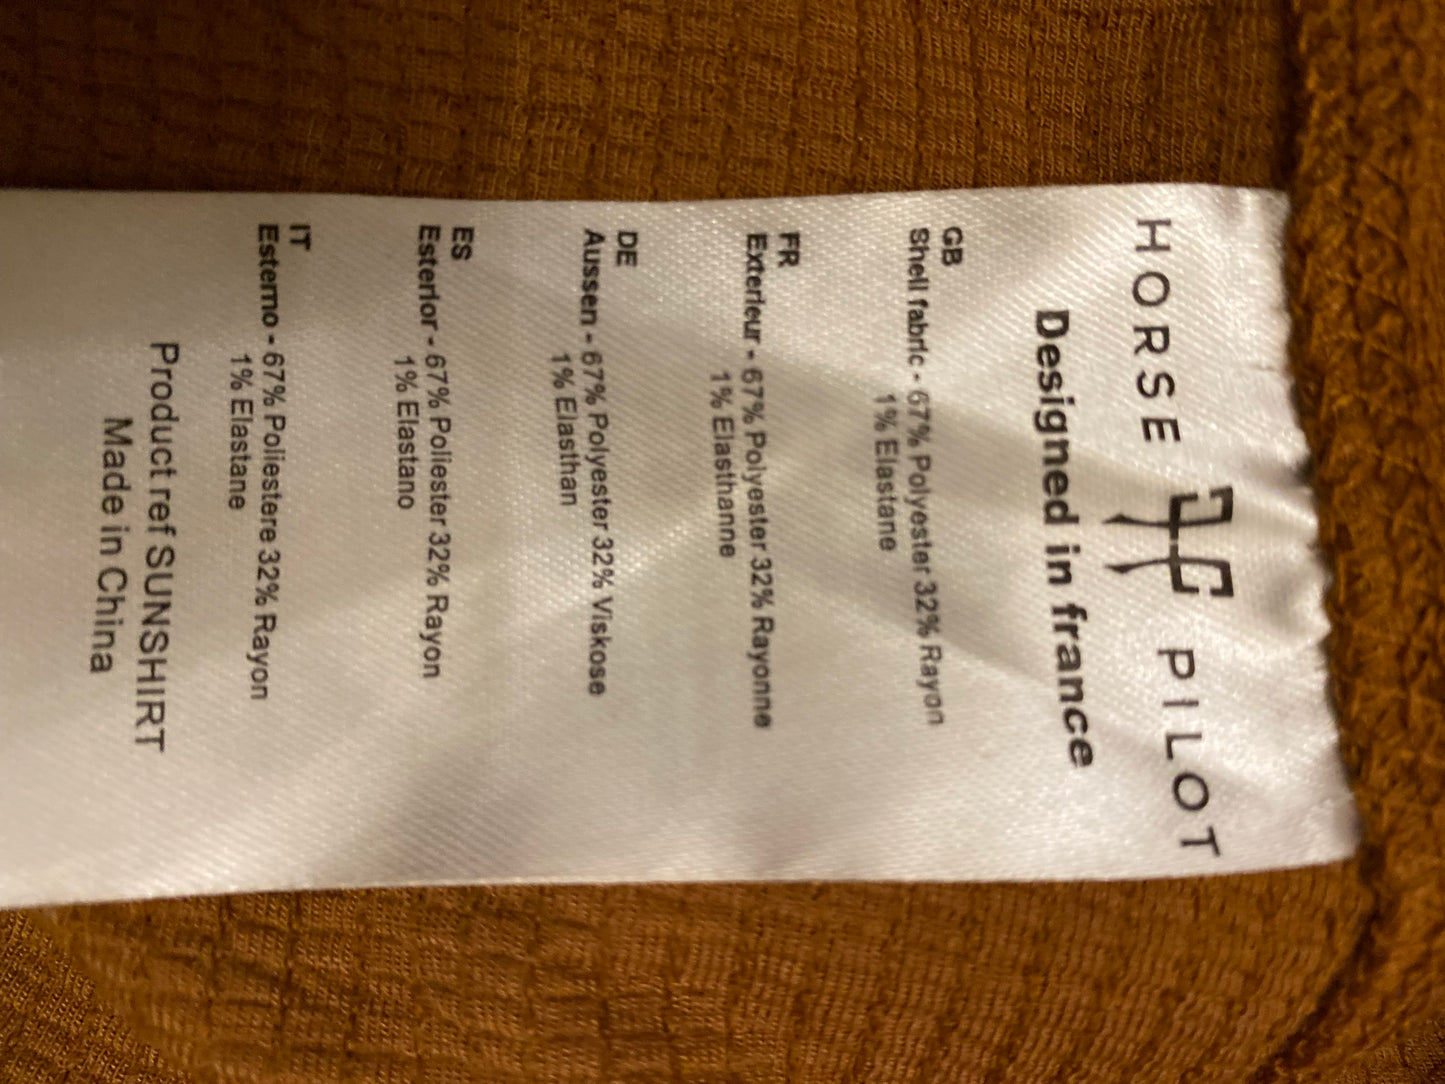 HORSE PILOT
Designed in france
GB
Shell fabric - 67% Polyester 32% Rayon
1% Elastane
FR
Exterieur - 67% Polyester 32% Rayonne
1% Elasthanne
DE
Aussen - 67% Polyester 32% Viskose
1% Elasthan
ES
Esterior - 67% Poliester 32% Rayon
1% Elastano
IT
Esterno - 67% Poliestere 32% Rayon
1% Elastane
Product ref SUNSHIRT
Made in China